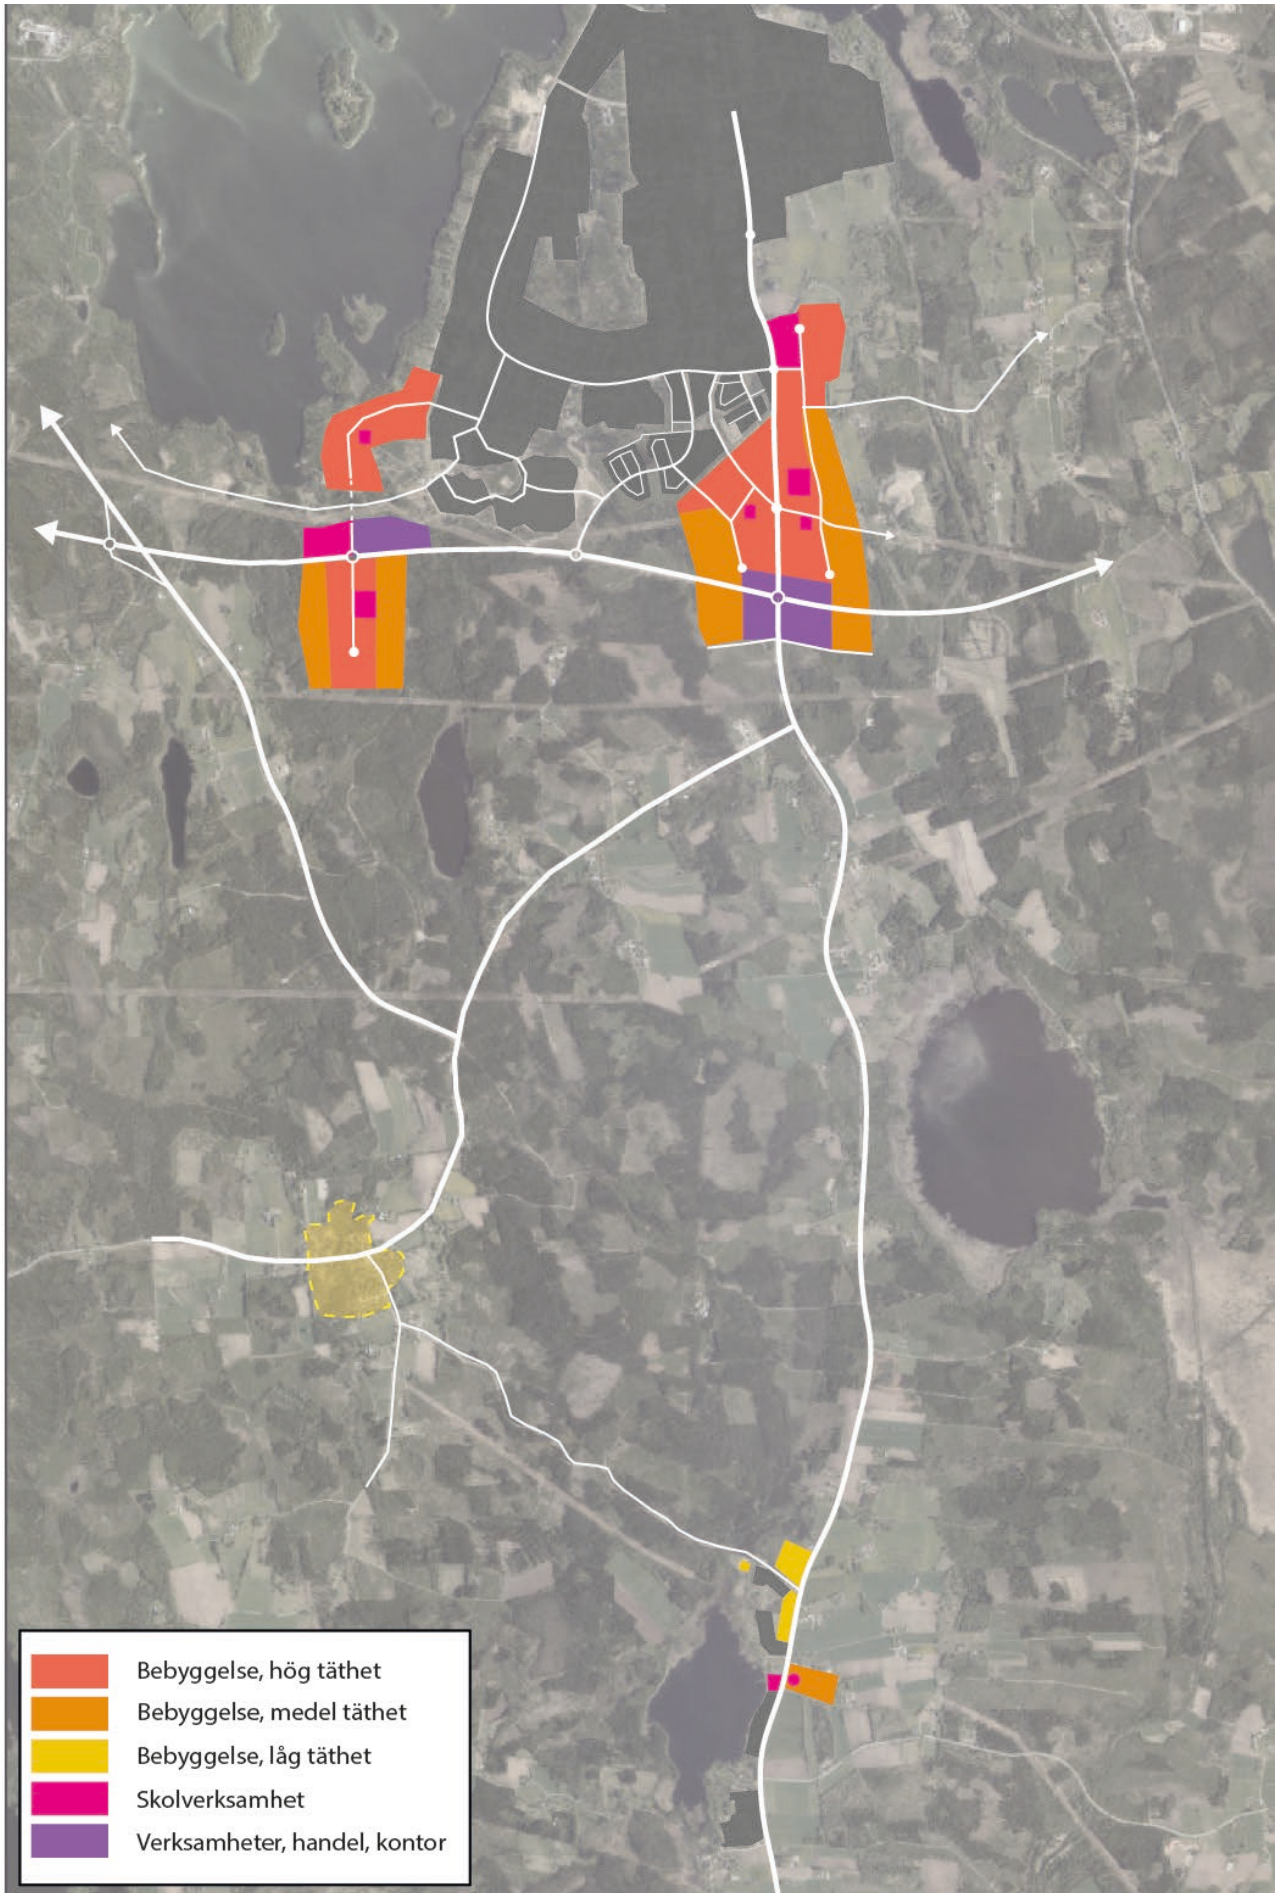 Bebyggelse, hög täthet
Bebyggelse, medel täthet
Bebyggelse, låg täthet
Skolverksamhet
Verksamheter, handel, kontor